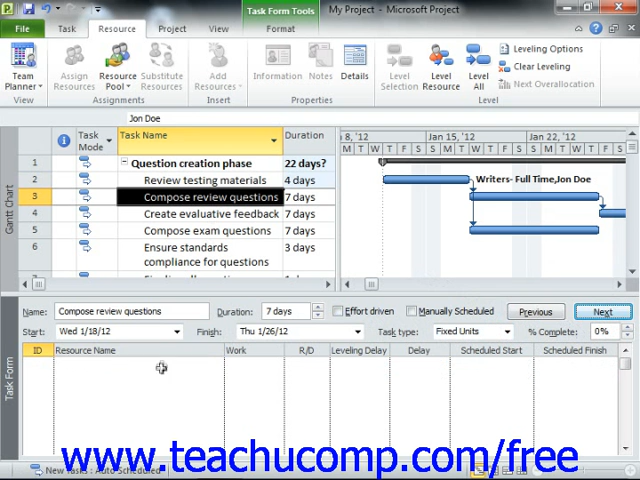 Task Form Tools
My Project - Microsoft Project
File Task Resource Project View Format
Team Planner
Assign Resources
Resource Pool
Substitute Resources
Add Resources
Information
Notes
Details
Level Selection
Level Resource
Level All
Leveling Options
Clear Leveling
Next Overallocation
View Assignments Insert Properties Level
Jon Doe
Task Mode
Task Name
Duration
8, '12 Jan 15, '12 Jan 22, '12
M T W T F S S M T W T F S S M T W T F
1 Question creation phase 22 days?
2 Review testing materials 4 days
Writers- Full Time,Jon Doe
3 Compose review questions 7 days
4 Create evaluative feedback 7 days
5 Compose exam questions 7 days
6 Ensure standards compliance for questions 3 days
Gantt Chart
Name: Compose review questions Duration: 7 days Effort driven Manually Scheduled Previous Next
Start: Wed 1/18/12 Finish: Thu 1/26/12 Task type: Fixed Units % Complete: 0%
ID Resource Name Work R/D Leveling Delay Delay Scheduled Start Scheduled Finish
Task Form
www.teachucomp.com/free
New Tasks : Auto Scheduled